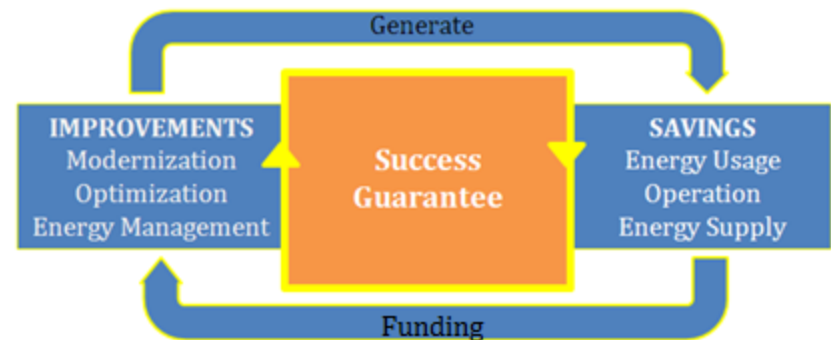 Generate
IMPROVEMENTS
Modernization
Optimization
Energy Management
Success
Guarantee
SAVINGS
Energy Usage
Operation
Energy Supply
Funding